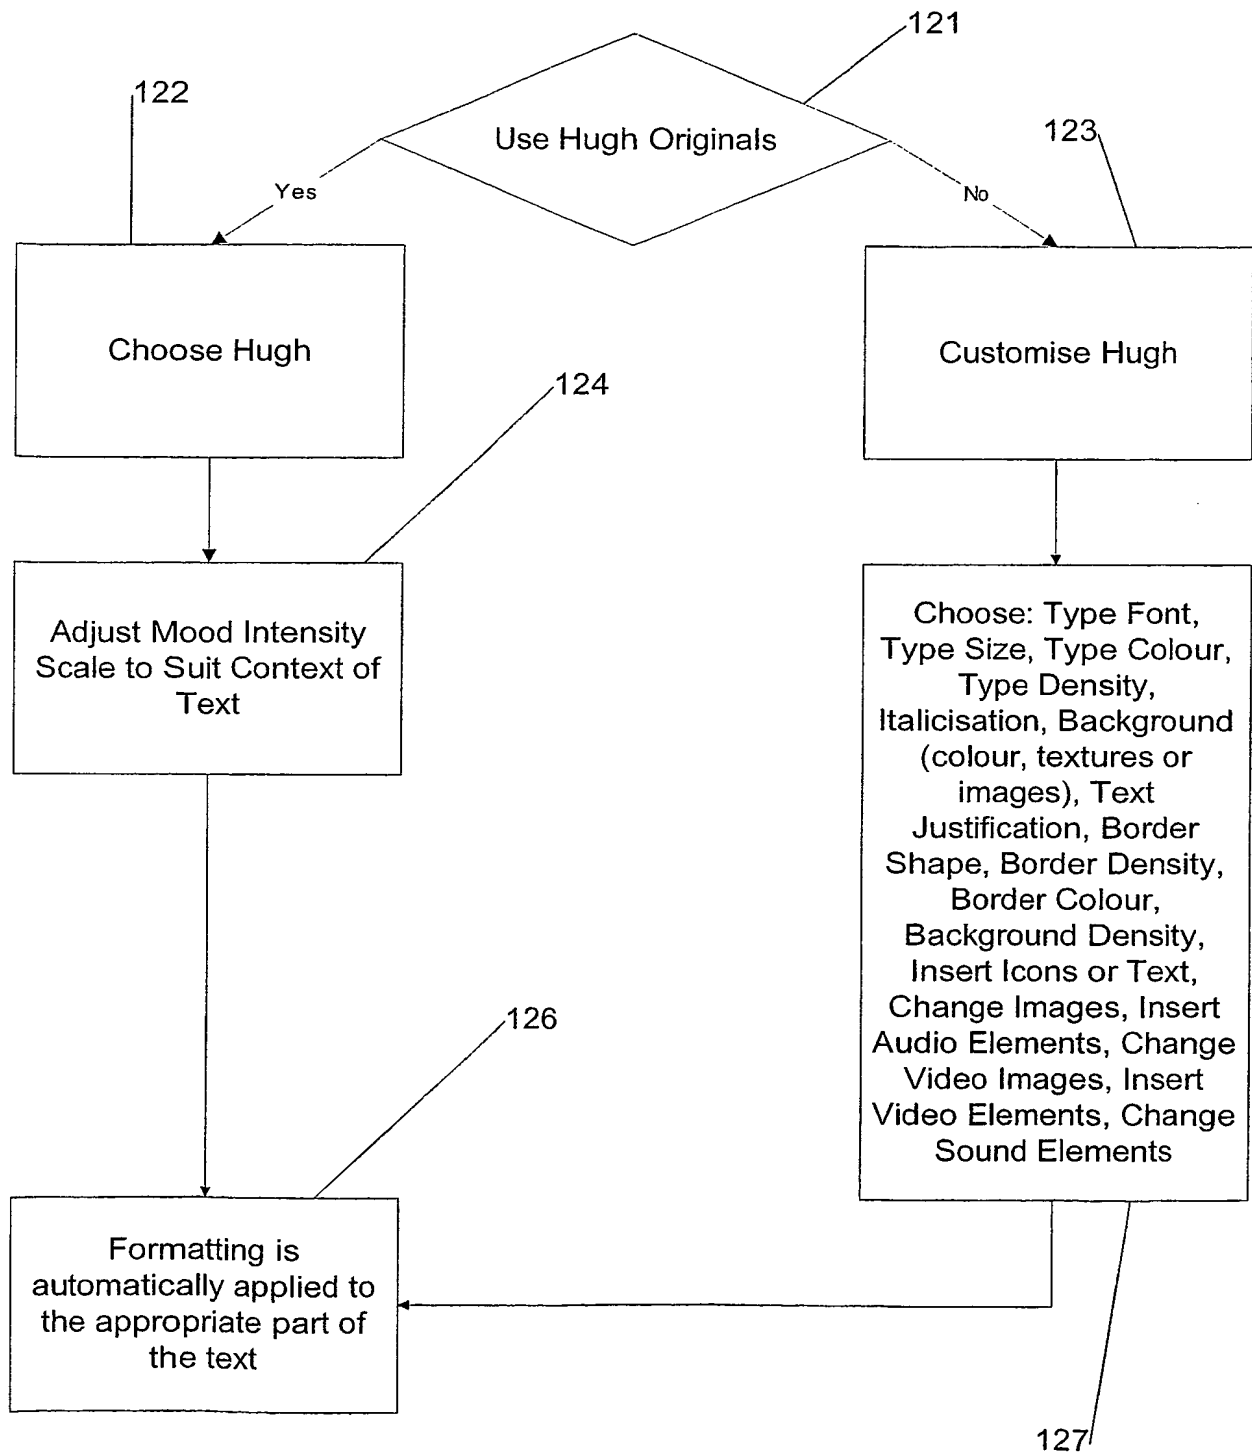 121
122
Use Hugh Originals
123
Yes
No
Choose Hugh
Customise Hugh
124
Adjust Mood Intensity
Scale to Suit Context of
Text
Choose: Type Font,
Type Size, Type Colour,
Type Density,
Italicisation, Background
(colour, textures or
images), Text
Justification, Border
Shape, Border Density,
Border Colour,
Background Density,
Insert Icons or Text,
Change Images, Insert
Audio Elements, Change
Video Images, Insert
Video Elements, Change
Sound Elements
126
Formatting is
automatically applied to
the appropriate part of
the text
127